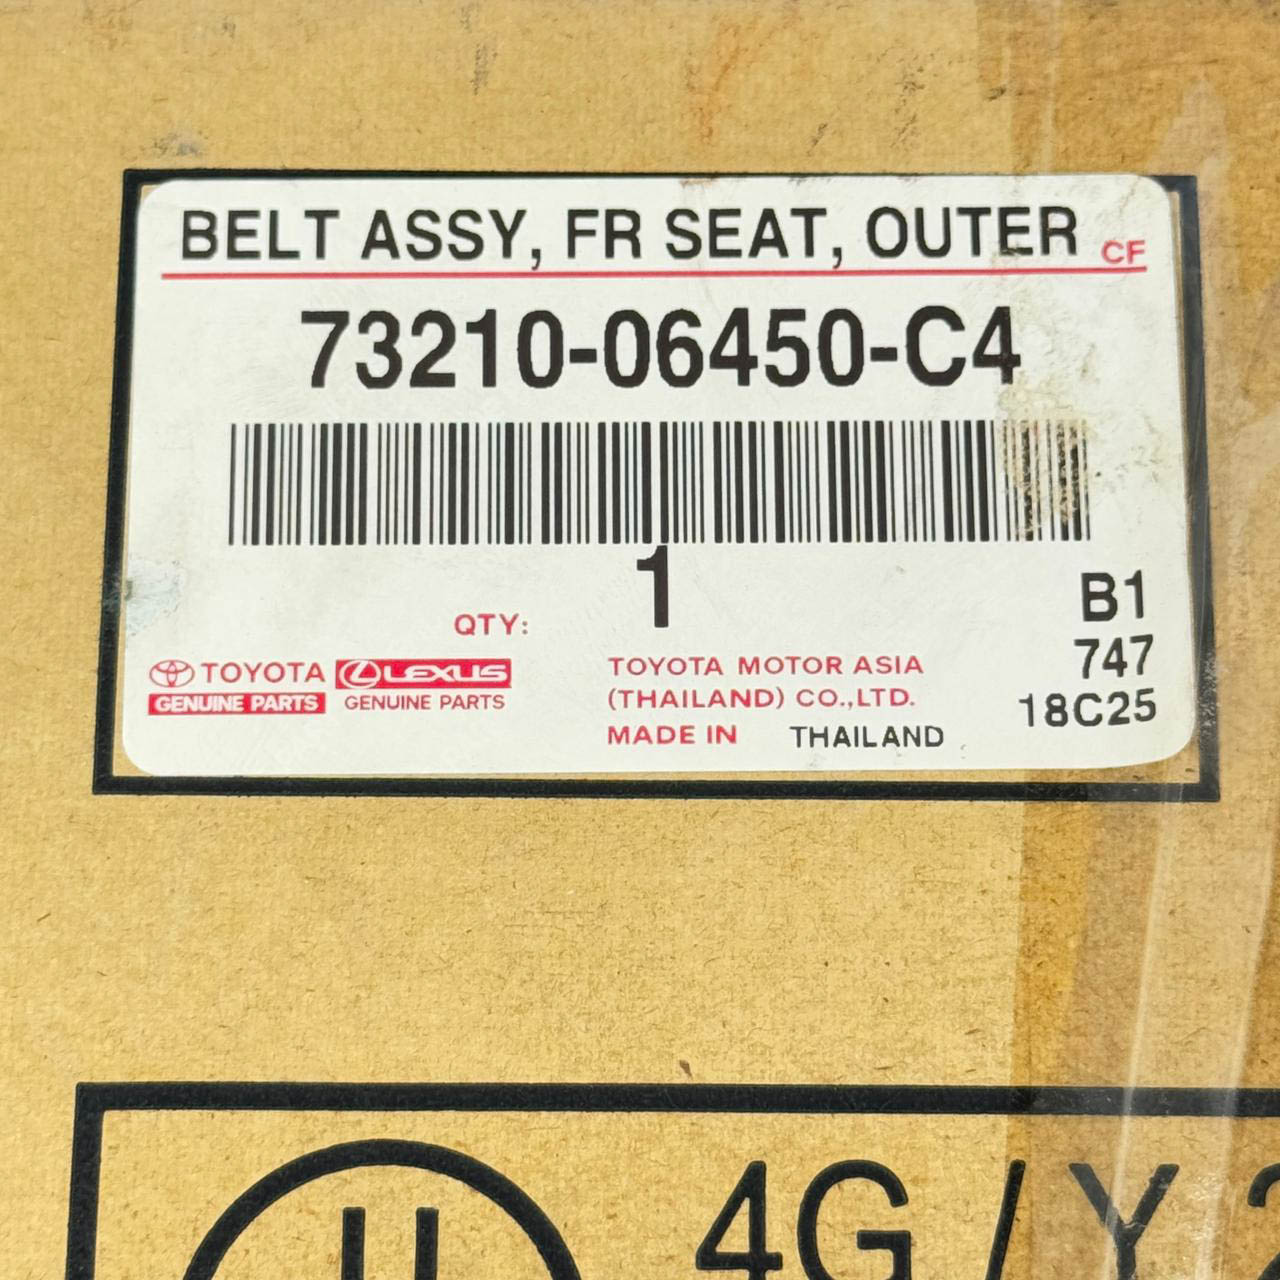 BELT ASSY, FR SEAT, OUTER CF
73210-06450-C4
1
QTY:
B1
747
18C25
TOYOTA
GENUINE PARTS
LEXUS
GENUINE PARTS
TOYOTA MOTOR ASIA
(THAILAND) CO.,LTD.
MADE IN THAILAND
4G / Y